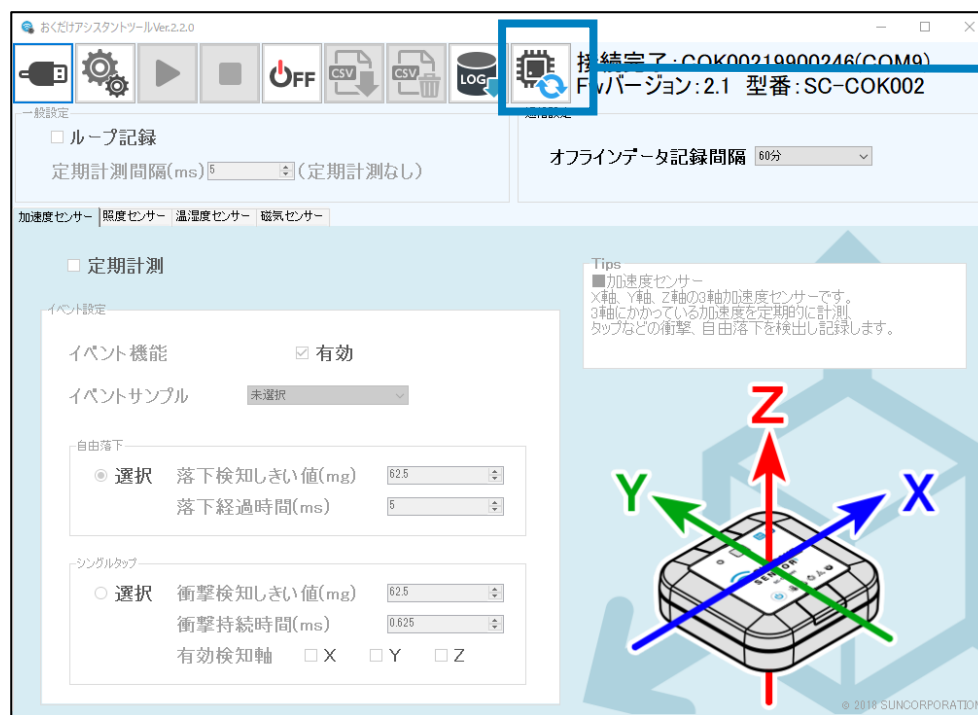 おくだけアシスタントツールVer.2.2.0
OFF
CSV
CSV
LOG
接続完了:COK00219900246(COM9)
Fwバージョン:2.1 型番:SC-COK002
一般設定
ループ記録
定期計測間隔(ms) 5 (定期計測なし)
オフラインデータ記録間隔 60分
加速度センサー 照度センサー 温湿度センサー 磁気センサー
定期計測
Tips
■加速度センサー
X軸、Y軸、Z軸の3軸加速度センサーです。
3軸にかかっている加速度を定期的に計測、
タップなどの衝撃、自由落下を検出し記録します。
イベント設定
イベント機能 有効
イベントサンプル 未選択
自由落下
選択 落下検知しきい値(mg) 62.5
落下経過時間(ms) 5
シングルタップ
選択 衝撃検知しきい値(mg) 62.5
衝撃持続時間(ms) 0.625
有効検知軸 X Y Z
Z
Y
X
SENSOR
© 2018 SUNCORPORATION